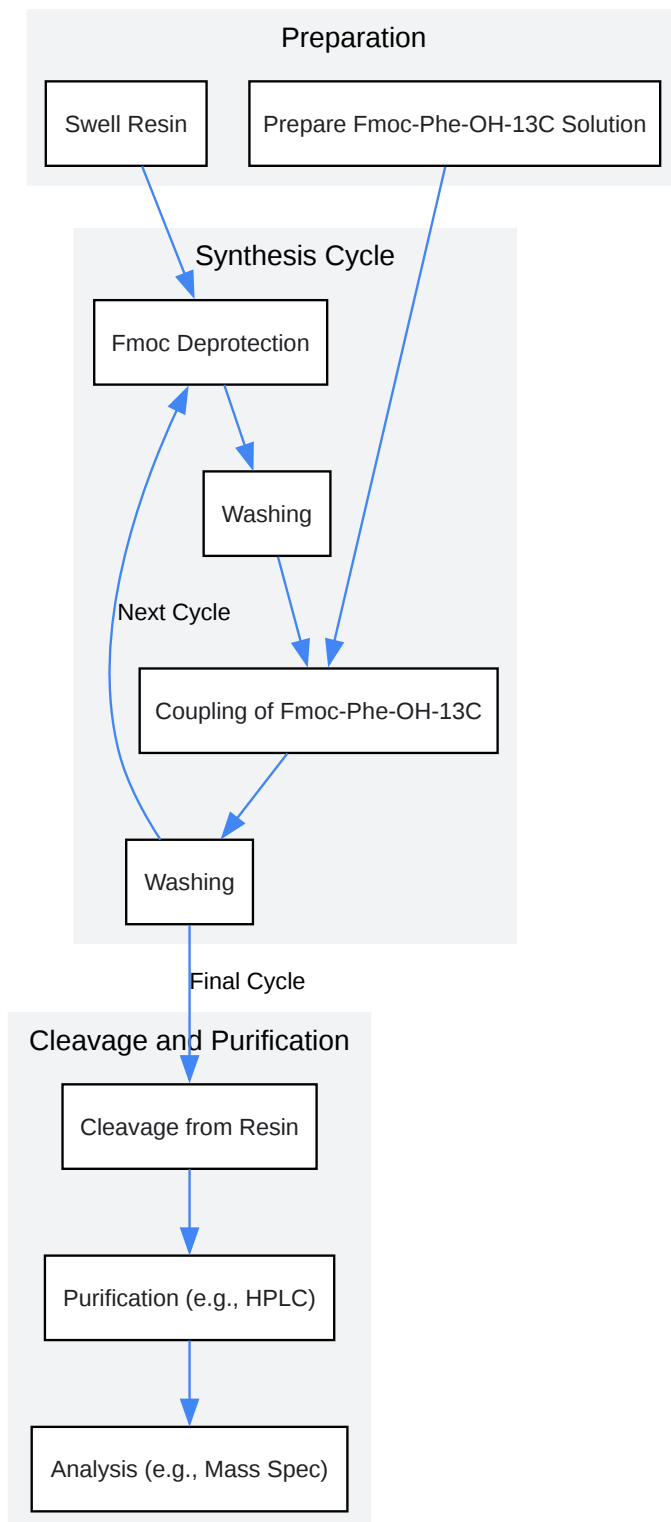 Preparation
Swell Resin
Prepare Fmoc-Phe-OH-13C Solution
Synthesis Cycle
Fmoc Deprotection
Washing
Next Cycle
Coupling of Fmoc-Phe-OH-13C
Washing
Final Cycle
Cleavage and Purification
Cleavage from Resin
Purification (e.g., HPLC)
Analysis (e.g., Mass Spec)